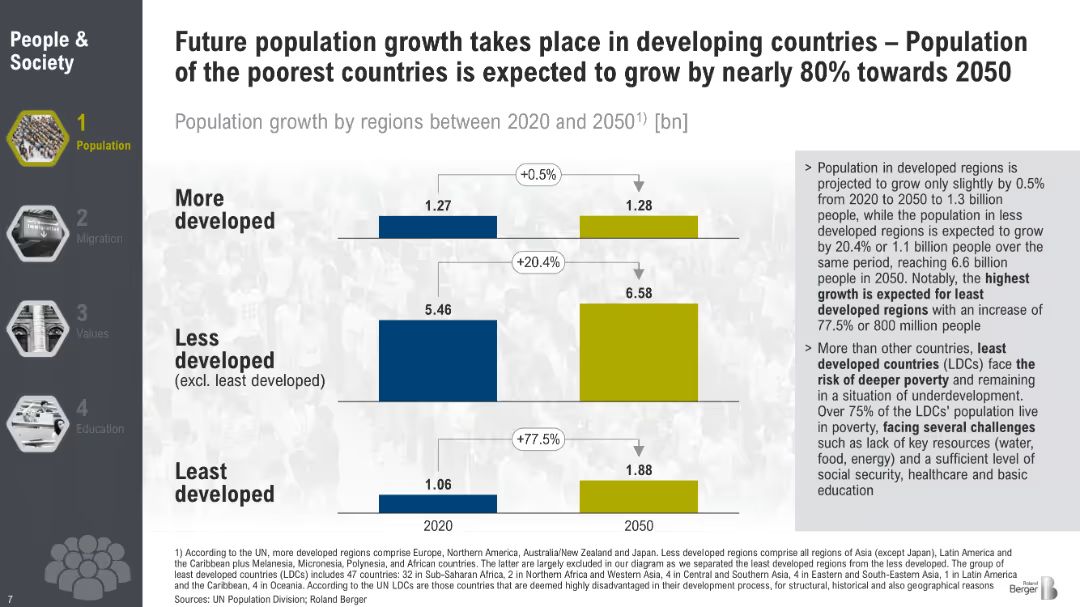 People &
Society
1
Population
2
Migration
3
Values
4
Education
7
Future population growth takes place in developing countries – Population
of the poorest countries is expected to grow by nearly 80% towards 2050
Population growth by regions between 2020 and 2050¹⁾ [bn]
More
developed
+0.5%
1.27
1.28
Less
developed
(excl. least developed)
+20.4%
5.46
6.58
Least
developed
+77.5%
1.06
1.88
2020
2050
> Population in developed regions is
projected to grow only slightly by 0.5%
from 2020 to 2050 to 1.3 billion
people, while the population in less
developed regions is expected to grow
by 20.4% or 1.1 billion people over the
same period, reaching 6.6 billion
people in 2050. Notably, the highest
growth is expected for least
developed regions with an increase of
77.5% or 800 million people
> More than other countries, least
developed countries (LDCs) face the
risk of deeper poverty and remaining
in a situation of underdevelopment.
Over 75% of the LDCs' population live
in poverty, facing several challenges
such as lack of key resources (water,
food, energy) and a sufficient level of
social security, healthcare and basic
education
1) According to the UN, more developed regions comprise Europe, Northern America, Australia/New Zealand and Japan. Less developed regions comprise all regions of Asia (except Japan), Latin America and
the Caribbean plus Melanesia, Micronesia, Polynesia, and African countries. The latter are largely excluded in our diagram as we separated the least developed regions from the less developed. The group of
least developed countries (LDCs) includes 47 countries: 32 in Sub-Saharan Africa, 2 in Northern Africa and Western Asia, 4 in Central and Southern Asia, 4 in Eastern and South-Eastern Asia, 1 in Latin America
and the Caribbean, 4 in Oceania. According to the UN LDCs are those countries that are deemed highly disadvantaged in their development process, for structural, historical and also geographical reasons
Sources: UN Population Division; Roland Berger
Roland
Berger
B